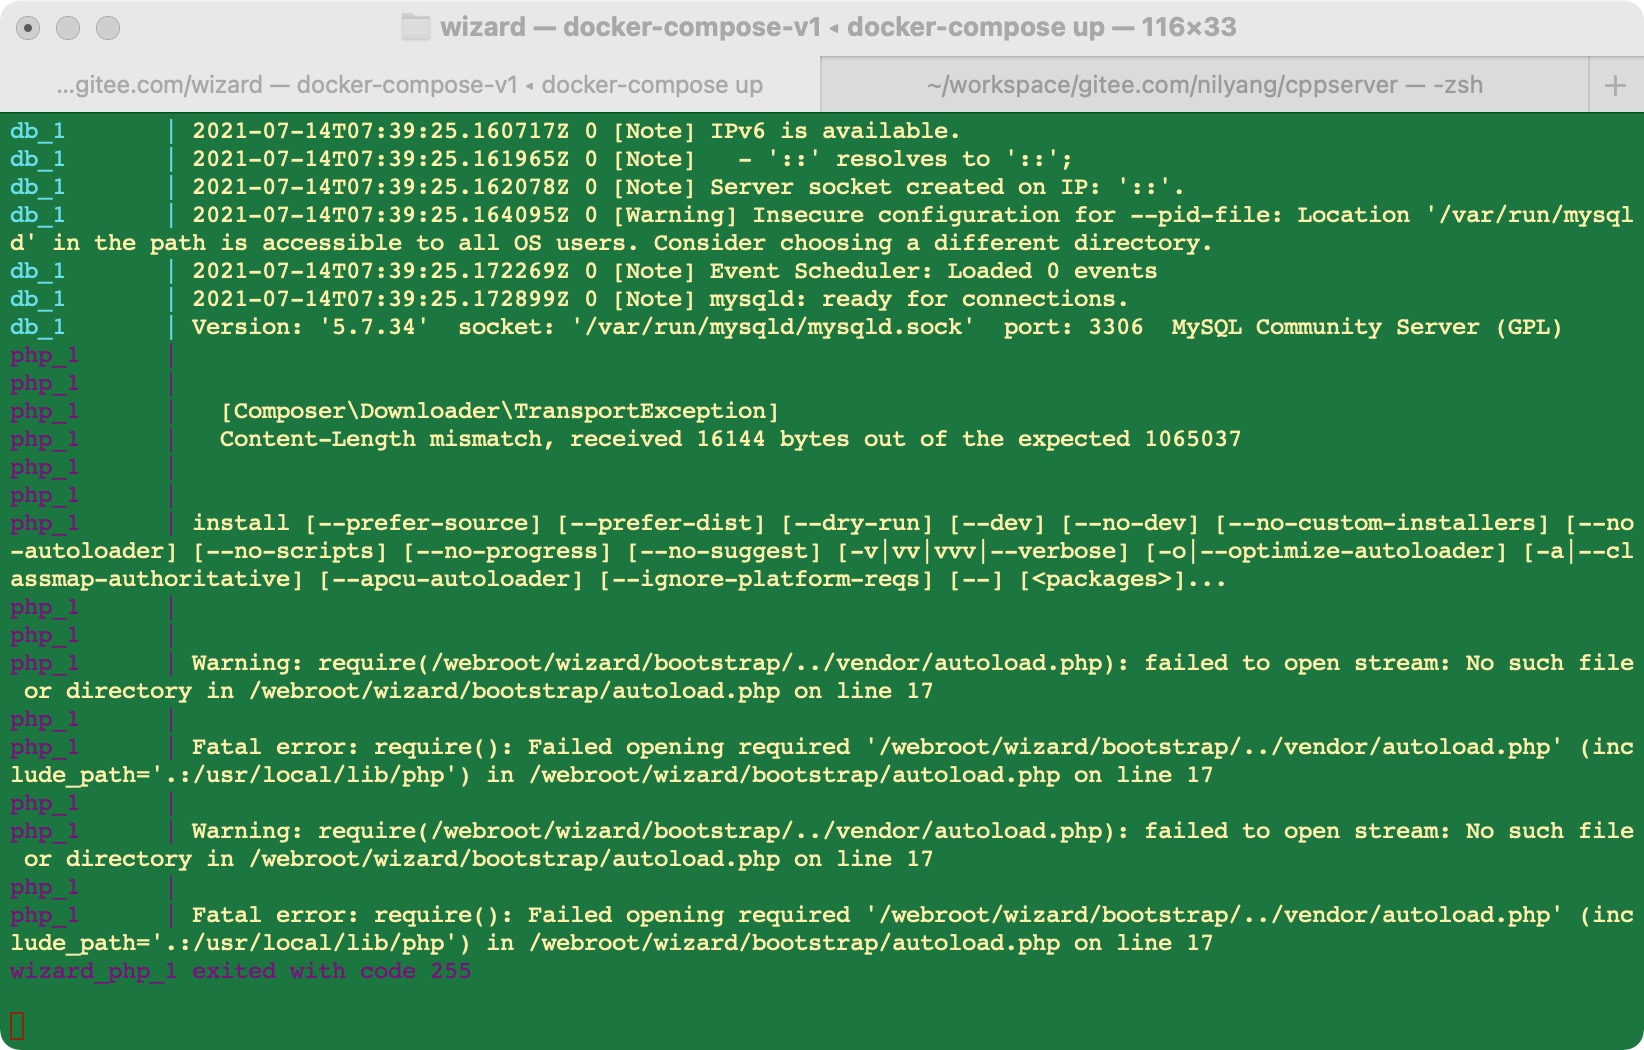 wizard — docker-compose-v1 ◂ docker-compose up — 116×33
...gitee.com/wizard — docker-compose-v1 ◂ docker-compose up
~/workspace/gitee.com/nilyang/cppserver — -zsh
+
db_1 | 2021-07-14T07:39:25.160717Z 0 [Note] IPv6 is available.
db_1 | 2021-07-14T07:39:25.161965Z 0 [Note]   - '::' resolves to '::';
db_1 | 2021-07-14T07:39:25.162078Z 0 [Note] Server socket created on IP: '::'.
db_1 | 2021-07-14T07:39:25.164095Z 0 [Warning] Insecure configuration for --pid-file: Location '/var/run/mysql
d' in the path is accessible to all OS users. Consider choosing a different directory.
db_1 | 2021-07-14T07:39:25.172269Z 0 [Note] Event Scheduler: Loaded 0 events
db_1 | 2021-07-14T07:39:25.172899Z 0 [Note] mysqld: ready for connections.
db_1 | Version: '5.7.34'  socket: '/var/run/mysqld/mysqld.sock'  port: 3306  MySQL Community Server (GPL)
php_1 |
php_1 |
php_1 |   [Composer\Downloader\TransportException]
php_1 |   Content-Length mismatch, received 16144 bytes out of the expected 1065037
php_1 |
php_1 |
php_1 | install [--prefer-source] [--prefer-dist] [--dry-run] [--dev] [--no-dev] [--no-custom-installers] [--no
-autoloader] [--no-scripts] [--no-progress] [--no-suggest] [-v|vv|vvv|--verbose] [-o|--optimize-autoloader] [-a|--cl
assmap-authoritative] [--apcu-autoloader] [--ignore-platform-reqs] [--] [<packages>]...
php_1 |
php_1 |
php_1 | Warning: require(/webroot/wizard/bootstrap/../vendor/autoload.php): failed to open stream: No such file
 or directory in /webroot/wizard/bootstrap/autoload.php on line 17
php_1 |
php_1 | Fatal error: require(): Failed opening required '/webroot/wizard/bootstrap/../vendor/autoload.php' (inc
lude_path='.:/usr/local/lib/php') in /webroot/wizard/bootstrap/autoload.php on line 17
php_1 |
php_1 | Warning: require(/webroot/wizard/bootstrap/../vendor/autoload.php): failed to open stream: No such file
 or directory in /webroot/wizard/bootstrap/autoload.php on line 17
php_1 |
php_1 | Fatal error: require(): Failed opening required '/webroot/wizard/bootstrap/../vendor/autoload.php' (inc
lude_path='.:/usr/local/lib/php') in /webroot/wizard/bootstrap/autoload.php on line 17
wizard_php_1 exited with code 255